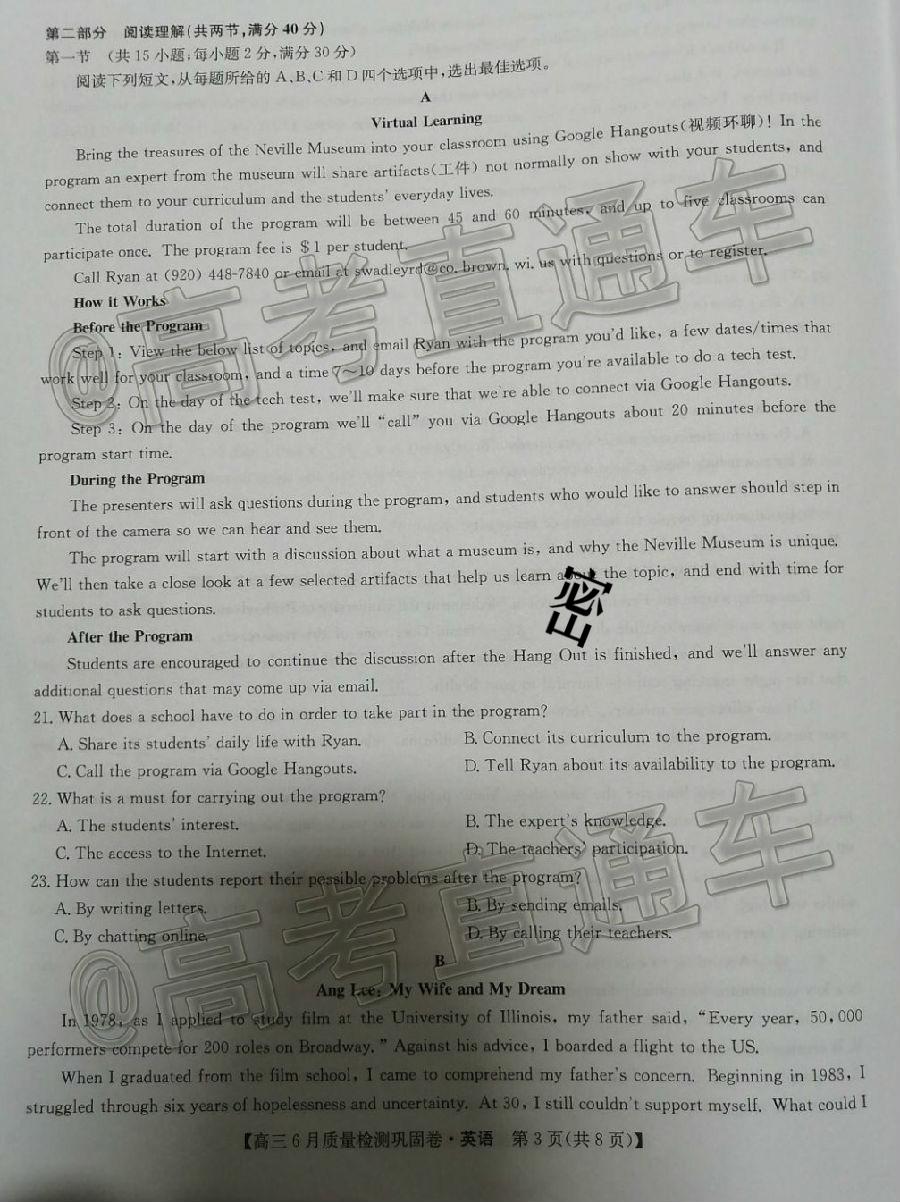 第二部分 阅读理解(共两节,满分40分)
第一节 (共15小题;每小题2分,满分30分)
阅读下列短文,从每题所给的A、B、C和D四个选项中,选出最佳选项。
A
Virtual Learning
Bring the treasures of the Neville Museum into your classroom using Google Hangouts(视频环聊)! In the
program an expert from the museum will share artifacts(工件) not normally on show with your students, and
connect them to your curriculum and the students' everyday lives.
The total duration of the program will be between 45 and 60 minutes, and up to five classrooms can
participate once. The program fee is $1 per student.
Call Ryan at (920) 448-7840 or email at swadleyrd@co.brown.wi.us with questions or to register.
How it Works
Before the Program
Step 1: View the below list of topics, and email Ryan with the program you'd like, a few dates/times that
work well for your classroom, and a time 7~10 days before the program you're available to do a tech test.
Step 2: On the day of the tech test, we'll make sure that we're able to connect via Google Hangouts.
Step 3: On the day of the program we'll "call" you via Google Hangouts about 20 minutes before the
program start time.
During the Program
The presenters will ask questions during the program, and students who would like to answer should step in
front of the camera so we can hear and see them.
The program will start with a discussion about what a museum is, and why the Neville Museum is unique.
We'll then take a close look at a few selected artifacts that help us learn about the topic, and end with time for
students to ask questions.
After the Program
Students are encouraged to continue the discussion after the Hang Out is finished, and we'll answer any
additional questions that may come up via email.
21. What does a school have to do in order to take part in the program?
A. Share its students' daily life with Ryan. B. Connect its curriculum to the program.
C. Call the program via Google Hangouts. D. Tell Ryan about its availability to the program.
22. What is a must for carrying out the program?
A. The students' interest. B. The expert's knowledge.
C. The access to the Internet. D. The teachers' participation.
23. How can the students report their possible problems after the program?
A. By writing letters. B. By sending emails.
C. By chatting online. D. By calling their teachers.
B
Ang Lee: My Wife and My Dream
In 1978, as I applied to study film at the University of Illinois, my father said, "Every year, 50,000
performers compete for 200 roles on Broadway." Against his advice, I boarded a flight to the US.
When I graduated from the film school, I came to comprehend my father's concern. Beginning in 1983, I
struggled through six years of hopelessness and uncertainty. At 30, I still couldn't support myself. What could I
【高三6月质量检测巩固卷·英语 第3页(共8页)】
@高考直通车
@高考直通车
密